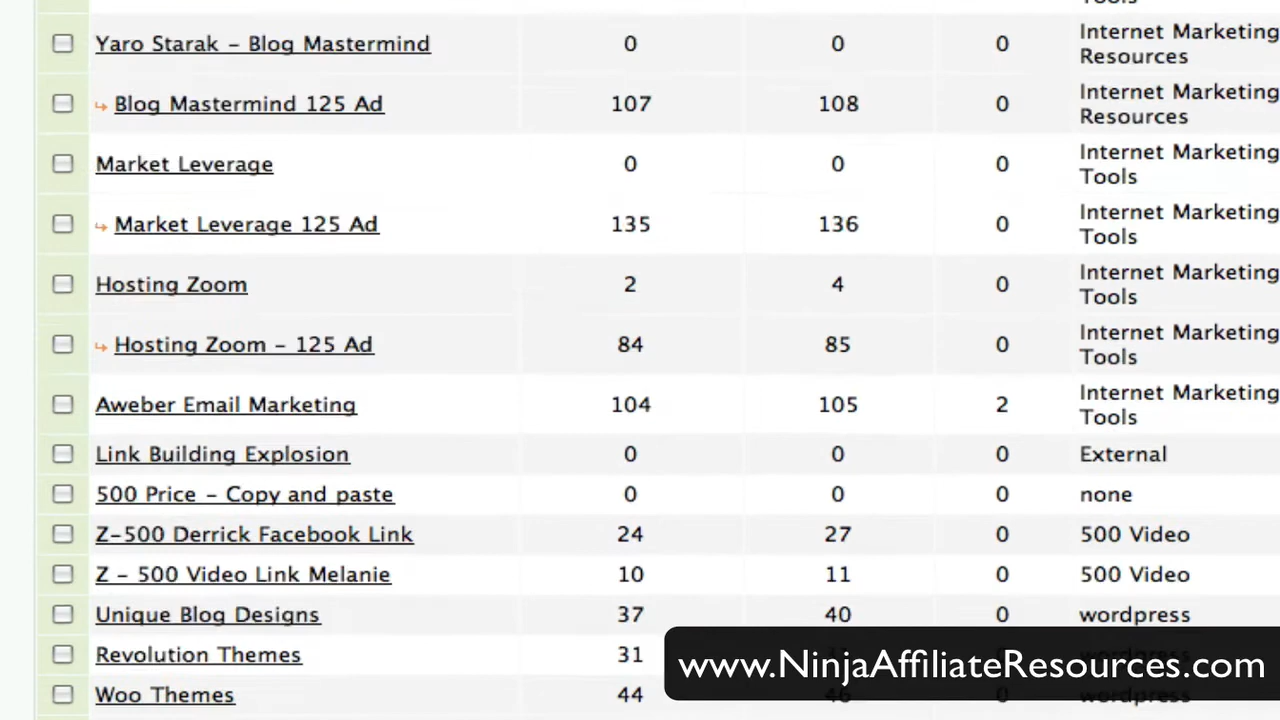 Tools
Yaro Starak – Blog Mastermind 0 0 0 Internet Marketing
Resources
↳ Blog Mastermind 125 Ad 107 108 0 Internet Marketing
Resources
Market Leverage 0 0 0 Internet Marketing
Tools
↳ Market Leverage 125 Ad 135 136 0 Internet Marketing
Tools
Hosting Zoom 2 4 0 Internet Marketing
Tools
↳ Hosting Zoom – 125 Ad 84 85 0 Internet Marketing
Tools
Aweber Email Marketing 104 105 2 Internet Marketing
Tools
Link Building Explosion 0 0 0 External
500 Price – Copy and paste 0 0 0 none
Z–500 Derrick Facebook Link 24 27 0 500 Video
Z – 500 Video Link Melanie 10 11 0 500 Video
Unique Blog Designs 37 40 0 wordpress
Revolution Themes 31 wordpress
www.NinjaAffiliateResources.com
Woo Themes 44 46 0 wordpress